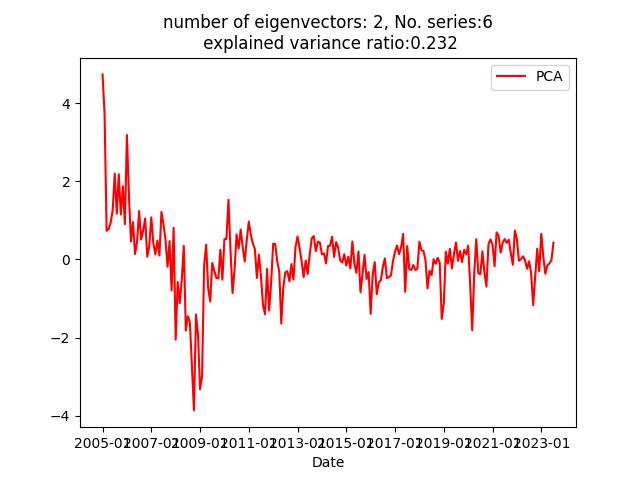 number of eigenvectors: 2, No. series:6
explained variance ratio:0.232
PCA
4
2
0
−2
−4
2005-01 2007-01 2009-01 2011-01 2013-01 2015-01 2017-01 2019-01 2021-01 2023-01
Date